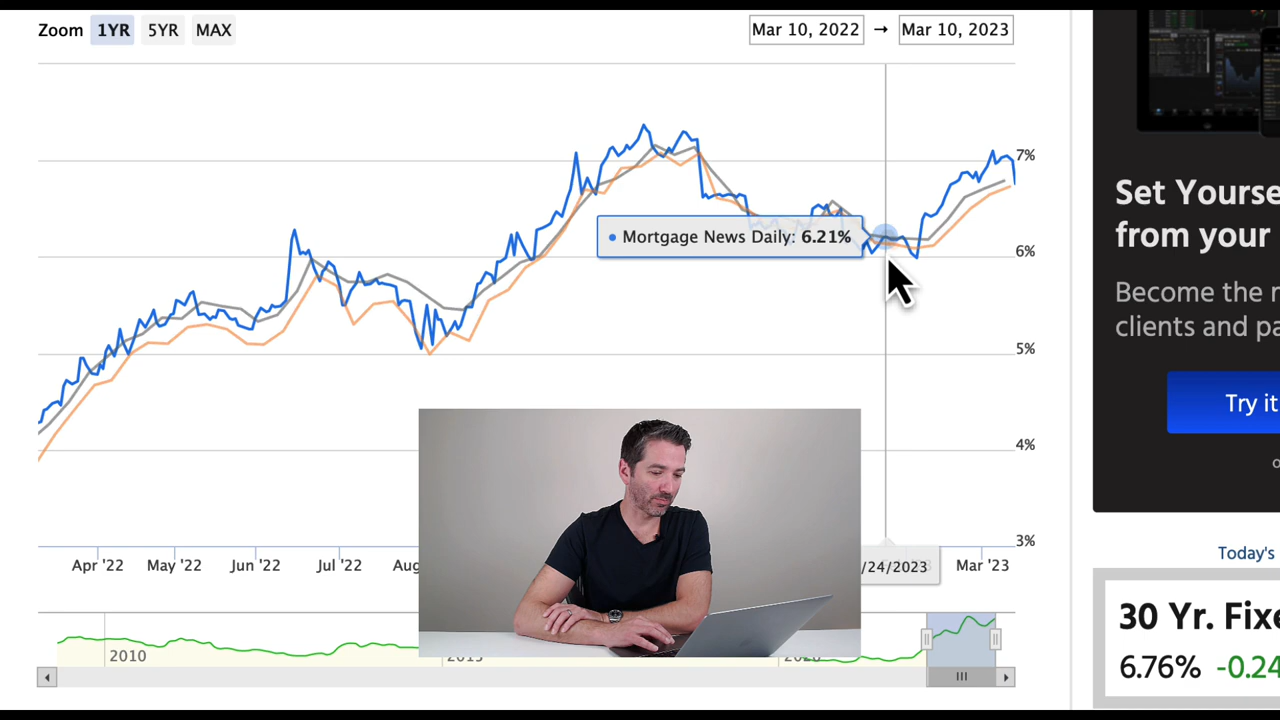 Zoom 1YR 5YR MAX
Mar 10, 2022 → Mar 10, 2023
7%
Mortgage News Daily: 6.21%
6%
5%
4%
3%
Apr '22 May '22 Jun '22 Jul '22 /24/2023 Mar '23
2010
Set Yourse
from your
Become the
clients and pa
Try it
Today's
30 Yr. Fixe
6.76% -0.24